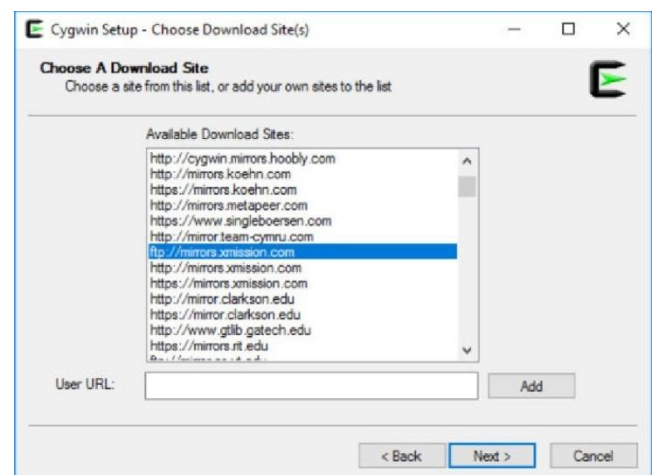 Cygwin Setup - Choose Download Site(s)
Choose A Download Site
Choose a site from this list, or add your own sites to the list
Available Download Sites:
http://cygwin.mirrors.hoobly.com
http://mirrors.koehn.com
https://mirrors.koehn.com
http://mirrors.metapeer.com
https://www.singleboersen.com
http://mirror.team-cymru.com
ftp://mirrors.xmission.com
http://mirrors.xmission.com
https://mirrors.xmission.com
http://mirror.clarkson.edu
https://mirror.clarkson.edu
http://www.gtlib.gatech.edu
https://mirrors.rit.edu
User URL:
Add
< Back
Next >
Cancel